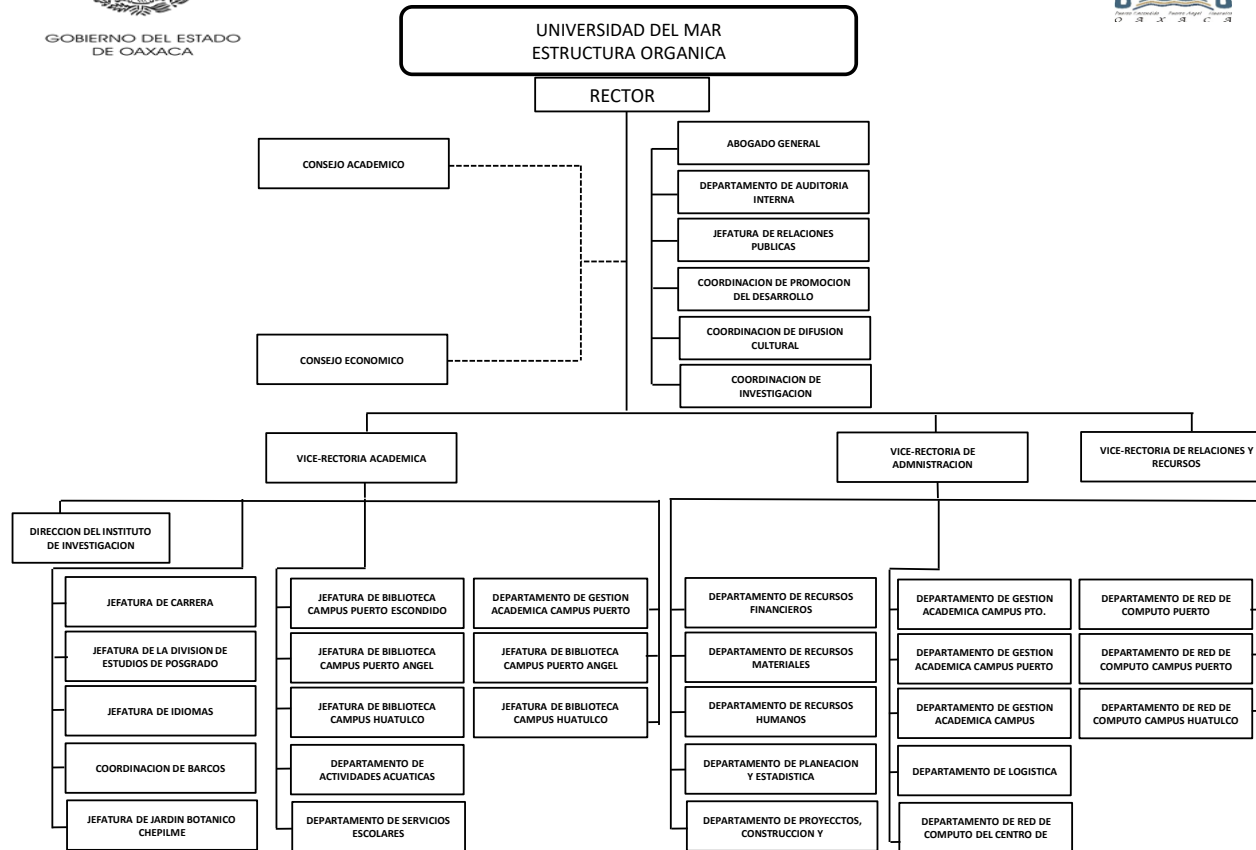 GOBIERNO DEL ESTADO
DE OAXACA
Puerto Escondido Puerto Angel Huatulco
O A X A C A
UNIVERSIDAD DEL MAR
ESTRUCTURA ORGANICA
RECTOR
CONSEJO ACADEMICO
CONSEJO ECONOMICO
ABOGADO GENERAL
DEPARTAMENTO DE AUDITORIA
INTERNA
JEFATURA DE RELACIONES
PUBLICAS
COORDINACION DE PROMOCION
DEL DESARROLLO
COORDINACION DE DIFUSION
CULTURAL
COORDINACION DE
INVESTIGACION
VICE-RECTORIA ACADEMICA
VICE-RECTORIA DE
ADMNISTRACION
VICE-RECTORIA DE RELACIONES Y
RECURSOS
DIRECCION DEL INSTITUTO
DE INVESTIGACION
JEFATURA DE CARRERA
JEFATURA DE LA DIVISION DE
ESTUDIOS DE POSGRADO
JEFATURA DE IDIOMAS
COORDINACION DE BARCOS
JEFATURA DE JARDIN BOTANICO
CHEPILME
JEFATURA DE BIBLIOTECA
CAMPUS PUERTO ESCONDIDO
JEFATURA DE BIBLIOTECA
CAMPUS PUERTO ANGEL
JEFATURA DE BIBLIOTECA
CAMPUS HUATULCO
DEPARTAMENTO DE
ACTIVIDADES ACUATICAS
DEPARTAMENTO DE SERVICIOS
ESCOLARES
DEPARTAMENTO DE GESTION
ACADEMICA CAMPUS PUERTO
JEFATURA DE BIBLIOTECA
CAMPUS PUERTO ANGEL
JEFATURA DE BIBLIOTECA
CAMPUS HUATULCO
DEPARTAMENTO DE RECURSOS
FINANCIEROS
DEPARTAMENTO DE RECURSOS
MATERIALES
DEPARTAMENTO DE RECURSOS
HUMANOS
DEPARTAMENTO DE PLANEACION
Y ESTADISTICA
DEPARTAMENTO DE PROYECCTOS,
CONSTRUCCION Y
DEPARTAMENTO DE GESTION
ACADEMICA CAMPUS PTO.
DEPARTAMENTO DE GESTION
ACADEMICA CAMPUS PUERTO
DEPARTAMENTO DE GESTION
ACADEMICA CAMPUS
DEPARTAMENTO DE LOGISTICA
DEPARTAMENTO DE RED DE
COMPUTO DEL CENTRO DE
DEPARTAMENTO DE RED DE
COMPUTO PUERTO
DEPARTAMENTO DE RED DE
COMPUTO CAMPUS PUERTO
DEPARTAMENTO DE RED DE
COMPUTO CAMPUS HUATULCO